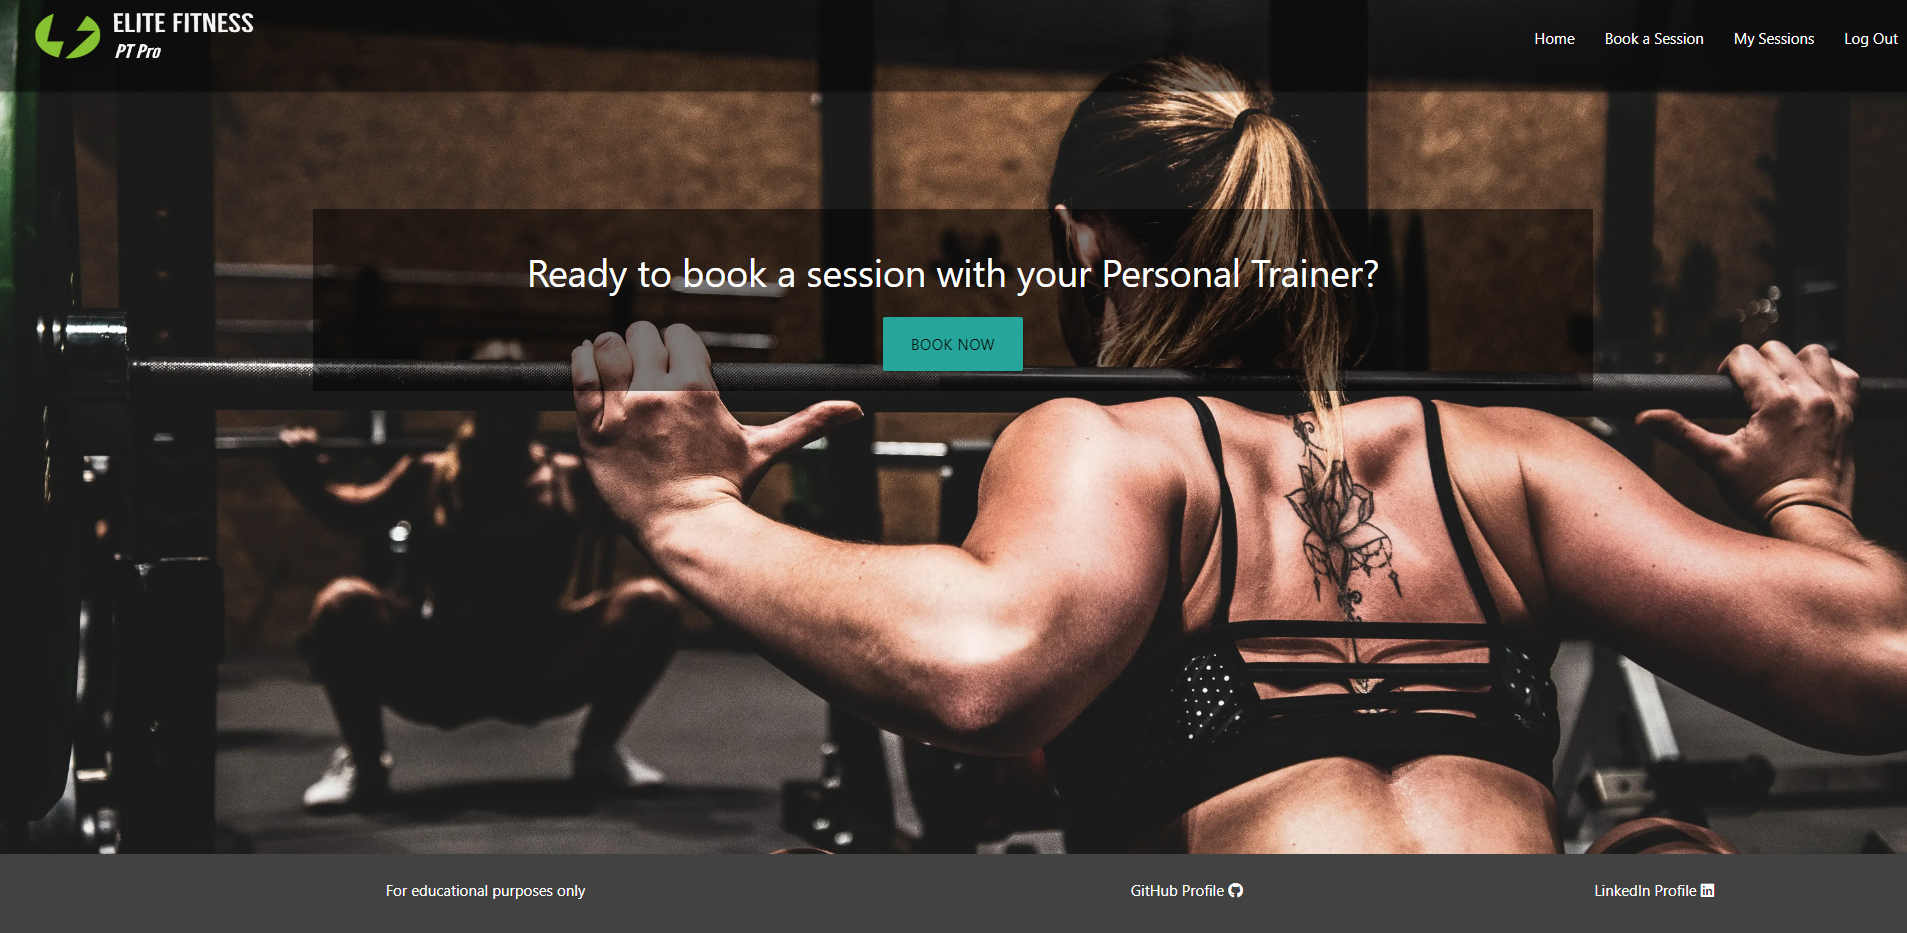 ELITE FITNESS
PT Pro
Home Book a Session My Sessions Log Out
Ready to book a session with your Personal Trainer?
BOOK NOW
For educational purposes only GitHub Profile LinkedIn Profile